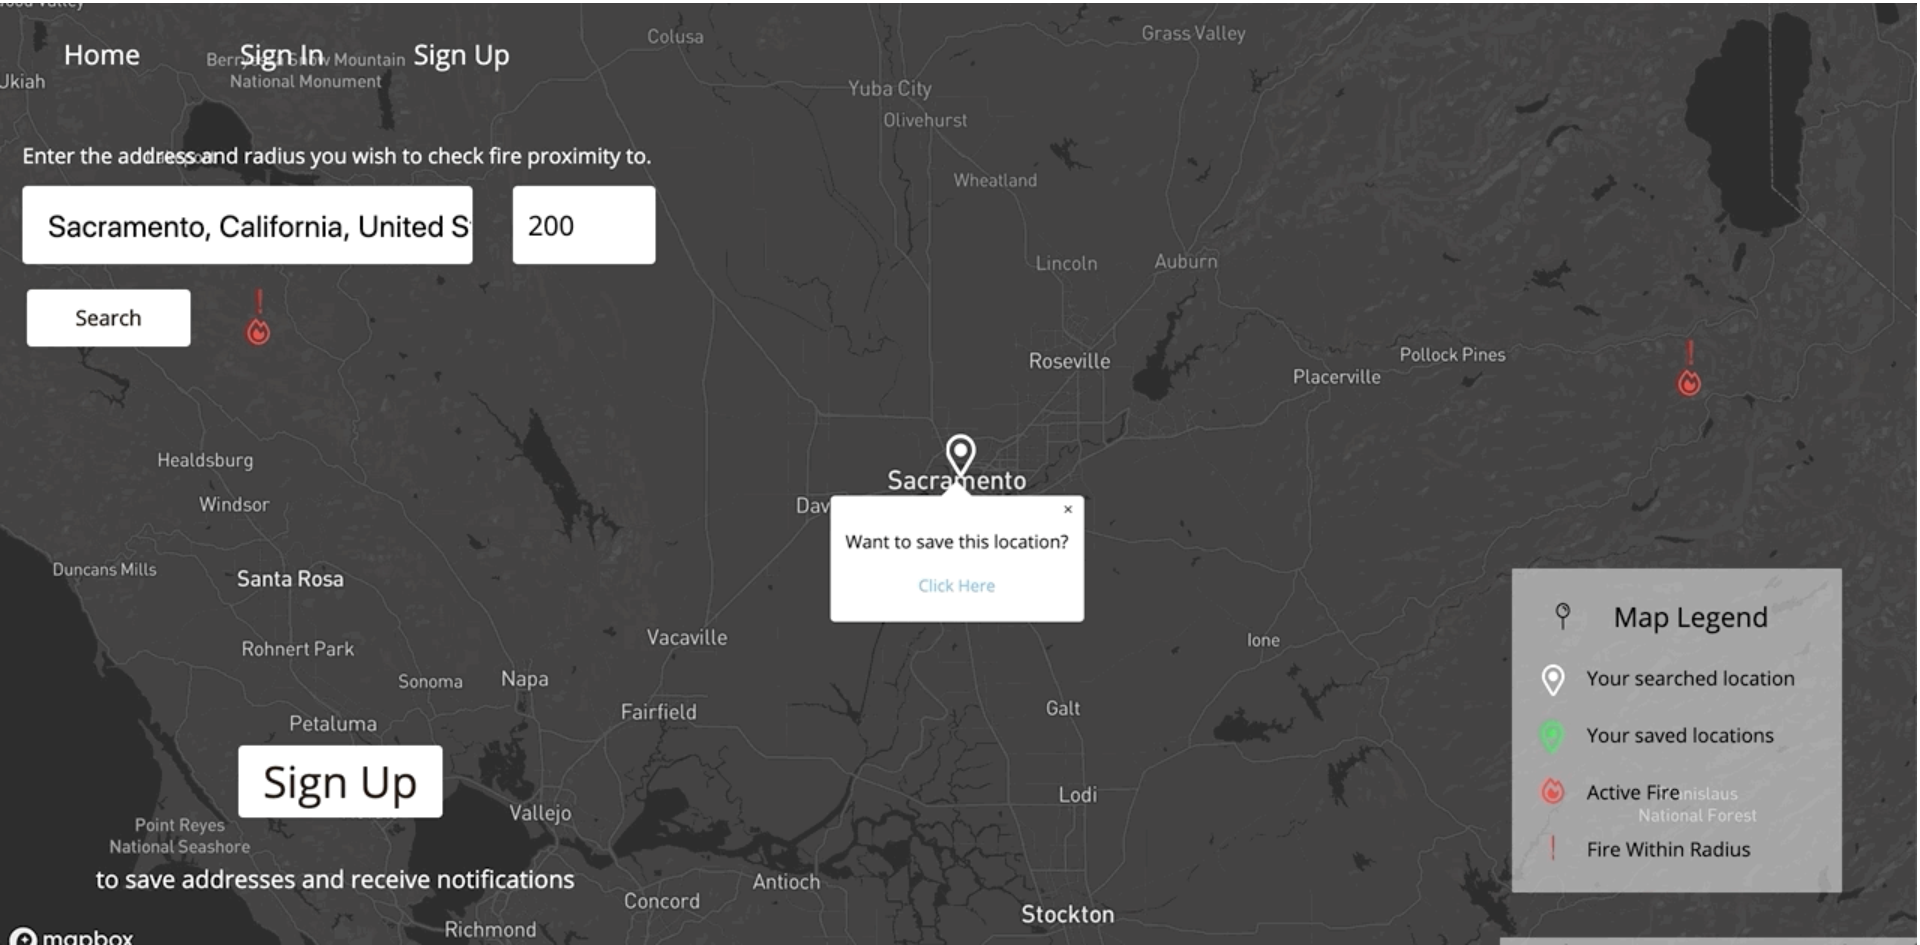 Home
Sign In
Sign Up
Colusa
Grass Valley
Ukiah
National Monument
Yuba City
Olivehurst
Enter the address and radius you wish to check fire proximity to.
Wheatland
Sacramento, California, United S
200
Lincoln
Auburn
Search
Roseville
Placerville
Pollock Pines
Healdsburg
Windsor
Sacramento
Dav
×
Want to save this location?
Click Here
Duncans Mills
Santa Rosa
Rohnert Park
Sonoma
Napa
Vacaville
Ione
Map Legend
Your searched location
Your saved locations
Active Fire
National Forest
Fire Within Radius
Petaluma
Fairfield
Galt
Sign Up
Vallejo
Lodi
Point Reyes
National Seashore
to save addresses and receive notifications
Antioch
Concord
Stockton
Richmond
mapbox